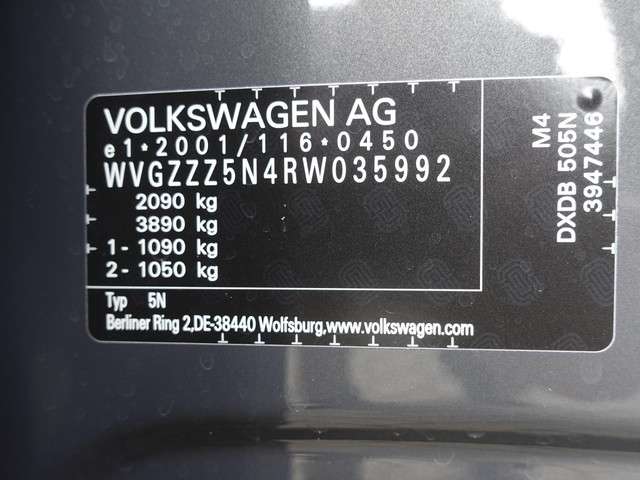 VOLKSWAGEN AG
e1*2001/116*0450
WVGZZZ5N4RW035992
2090 kg
3890 kg
1- 1090 kg
2- 1050 kg
Typ 5N
Berliner Ring 2,DE-38440 Wolfsburg,www.volkswagen.com
M4
DXDB 505N
3947446